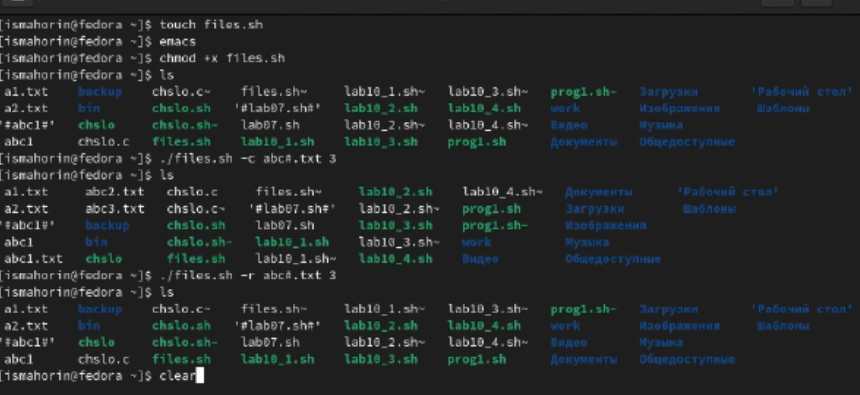 [ismahorin@fedora ~]$ touch files.sh
[ismahorin@fedora ~]$ emacs
[ismahorin@fedora ~]$ chmod +x files.sh
[ismahorin@fedora ~]$ ls
a1.txt backup chslo.c~ files.sh~ lab10_1.sh~ lab10_3.sh~ prog1.sh~ Загрузки 'Рабочий стол'
a2.txt bin chslo.sh '#lab07.sh#' lab10_2.sh lab10_4.sh work Изображения Шаблоны
'#abc1#' chslo chslo.sh~ lab07.sh lab10_2.sh~ lab10_4.sh~ Видео Музыка
abc1 chslo.c files.sh lab10_1.sh lab10_3.sh prog1.sh Документы Общедоступные
[ismahorin@fedora ~]$ ./files.sh -c abc#.txt 3
[ismahorin@fedora ~]$ ls
a1.txt abc2.txt chslo.c files.sh~ lab10_2.sh lab10_4.sh~ Документы 'Рабочий стол'
a2.txt abc3.txt chslo.c~ '#lab07.sh#' lab10_2.sh~ prog1.sh Загрузки Шаблоны
'#abc1#' backup chslo.sh lab07.sh lab10_3.sh prog1.sh~ Изображения
abc1 bin chslo.sh~ lab10_1.sh lab10_3.sh~ work Музыка
abc1.txt chslo files.sh lab10_1.sh~ lab10_4.sh Видео Общедоступные
[ismahorin@fedora ~]$ ./files.sh -r abc#.txt 3
[ismahorin@fedora ~]$ ls
a1.txt backup chslo.c~ files.sh~ lab10_1.sh~ lab10_3.sh~ prog1.sh~ Загрузки 'Рабочий стол'
a2.txt bin chslo.sh '#lab07.sh#' lab10_2.sh lab10_4.sh work Изображения Шаблоны
'#abc1#' chslo chslo.sh~ lab07.sh lab10_2.sh~ lab10_4.sh~ Видео Музыка
abc1 chslo.c files.sh lab10_1.sh lab10_3.sh prog1.sh Документы Общедоступные
[ismahorin@fedora ~]$ clear